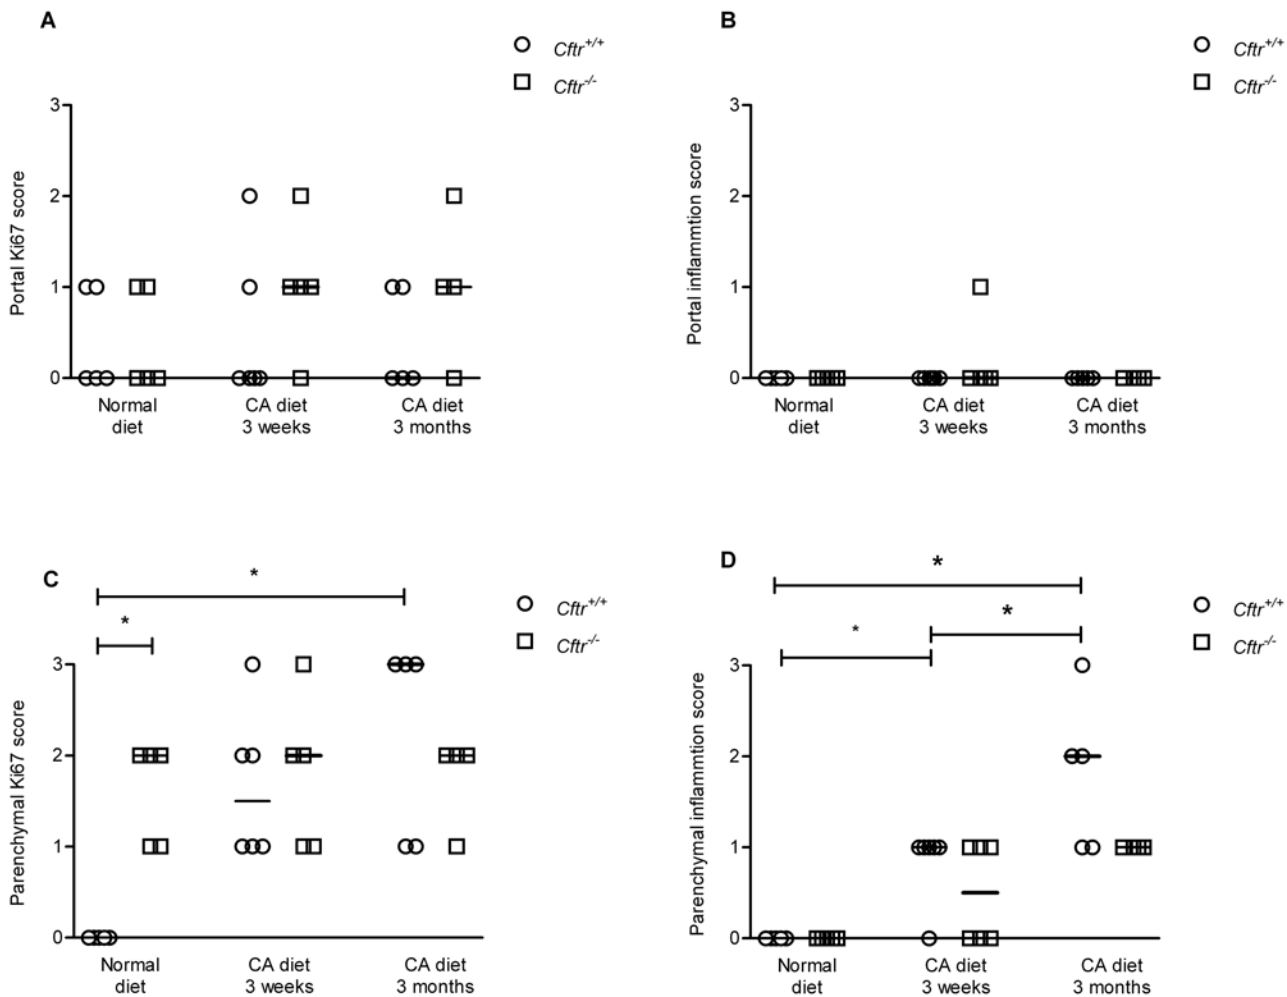 A
Cftr+/+
Cftr-/-
Portal Ki67 score
3
2
1
0
Normal diet
CA diet 3 weeks
CA diet 3 months
B
Cftr+/+
Cftr-/-
Portal inflammtion score
3
2
1
0
Normal diet
CA diet 3 weeks
CA diet 3 months
C
*
*
Cftr+/+
Cftr-/-
Parenchymal Ki67 score
3
2
1
0
Normal diet
CA diet 3 weeks
CA diet 3 months
D
*
*
*
Cftr+/+
Cftr-/-
Parenchymal inflammtion score
3
2
1
0
Normal diet
CA diet 3 weeks
CA diet 3 months